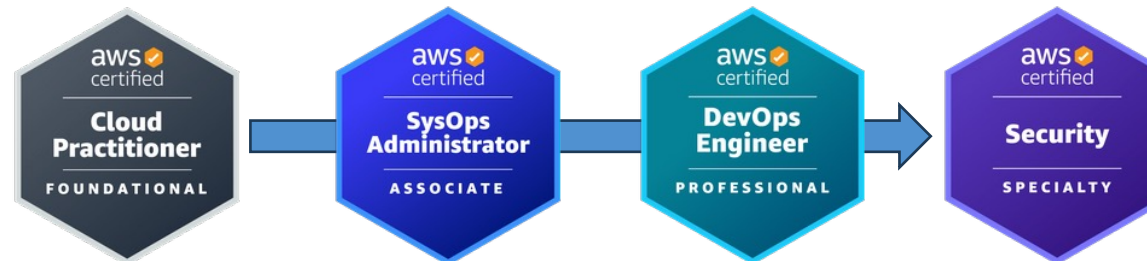 aws
certified
Cloud
Practitioner
FOUNDATIONAL
aws
certified
SysOps
Administrator
ASSOCIATE
aws
certified
DevOps
Engineer
PROFESSIONAL
aws
certified
Security
SPECIALTY